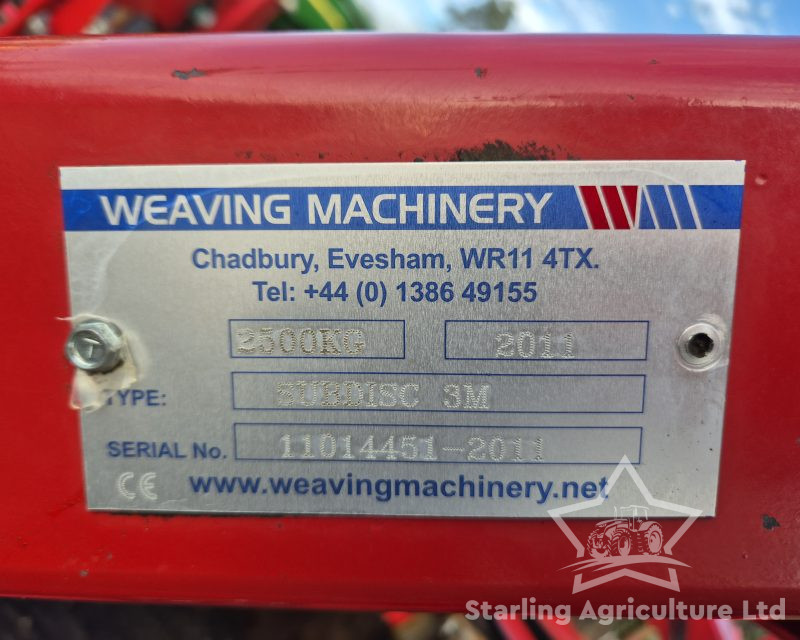 WEAVING MACHINERY
Chadbury, Evesham, WR11 4TX.
Tel: +44 (0) 1386 49155
2500KG 2011
TYPE: SUBDISC 3M
SERIAL No. 11014451-2011
CE www.weavingmachinery.net
Starling Agriculture Ltd